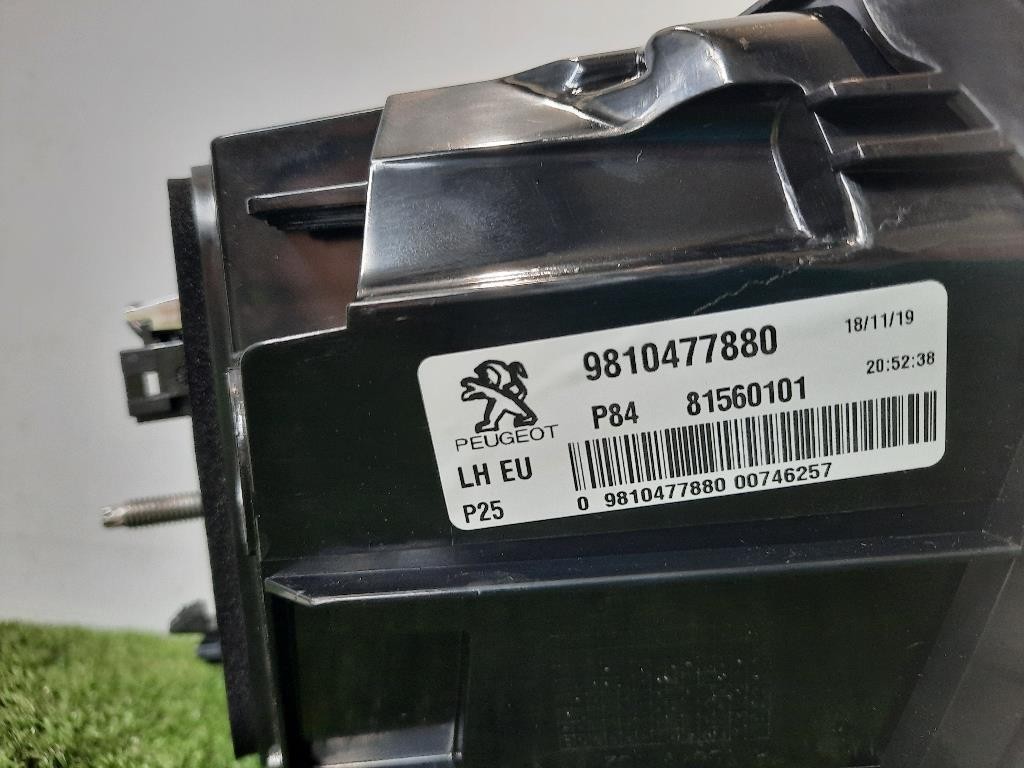 9810477880
18/11/19
P84 81560101
20:52:38
PEUGEOT
LH EU
P25
0 9810477880 00746257